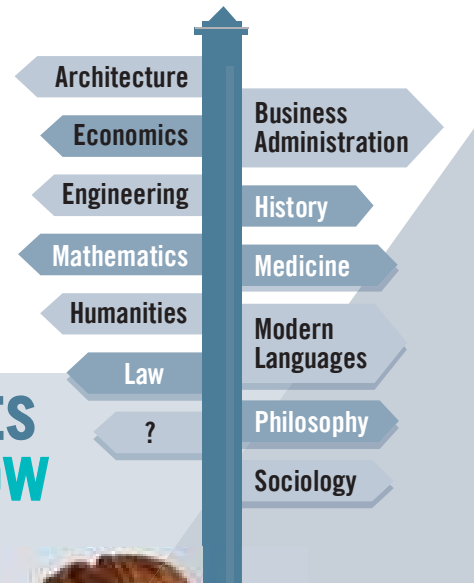 Architecture
Economics
Engineering
Mathematics
Humanities
Law
?
Business
Administration
History
Medicine
Modern
Languages
Philosophy
Sociology